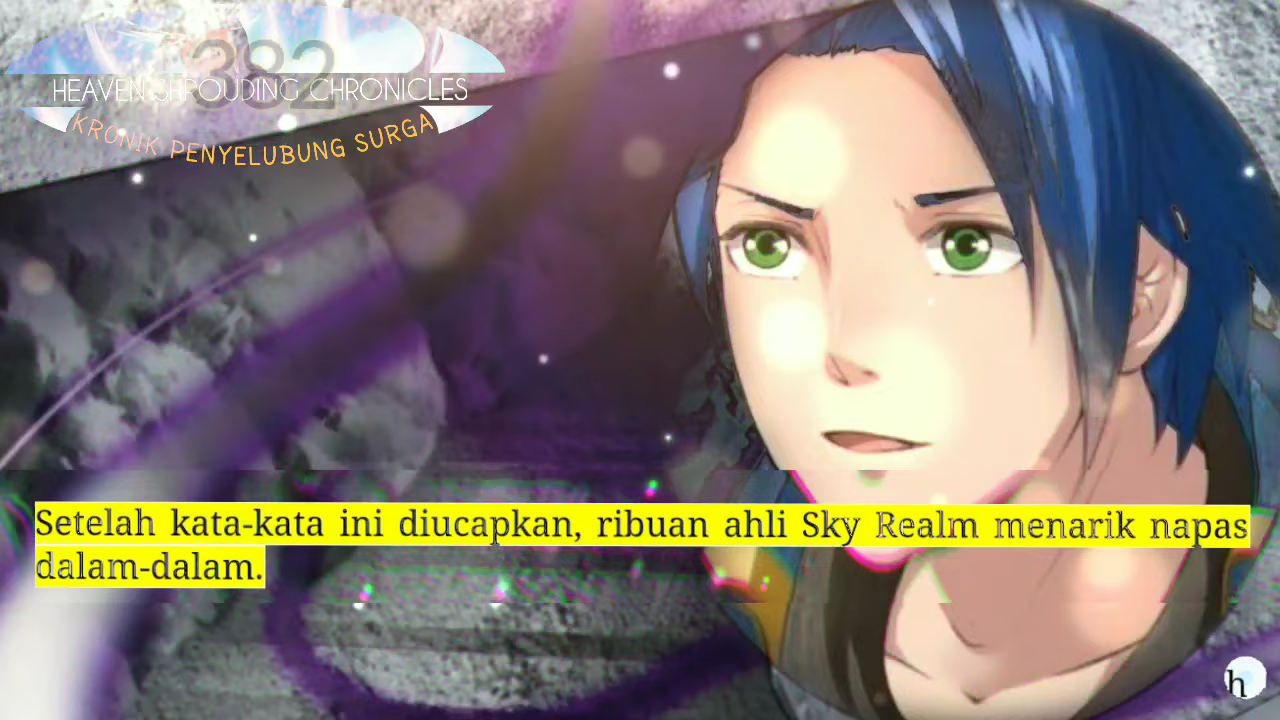 382
HEAVEN SHROUDING CHRONICLES
KRONIK PENYELUBUNG SURGA
Setelah kata-kata ini diucapkan, ribuan ahli Sky Realm menarik napas
dalam-dalam.
h